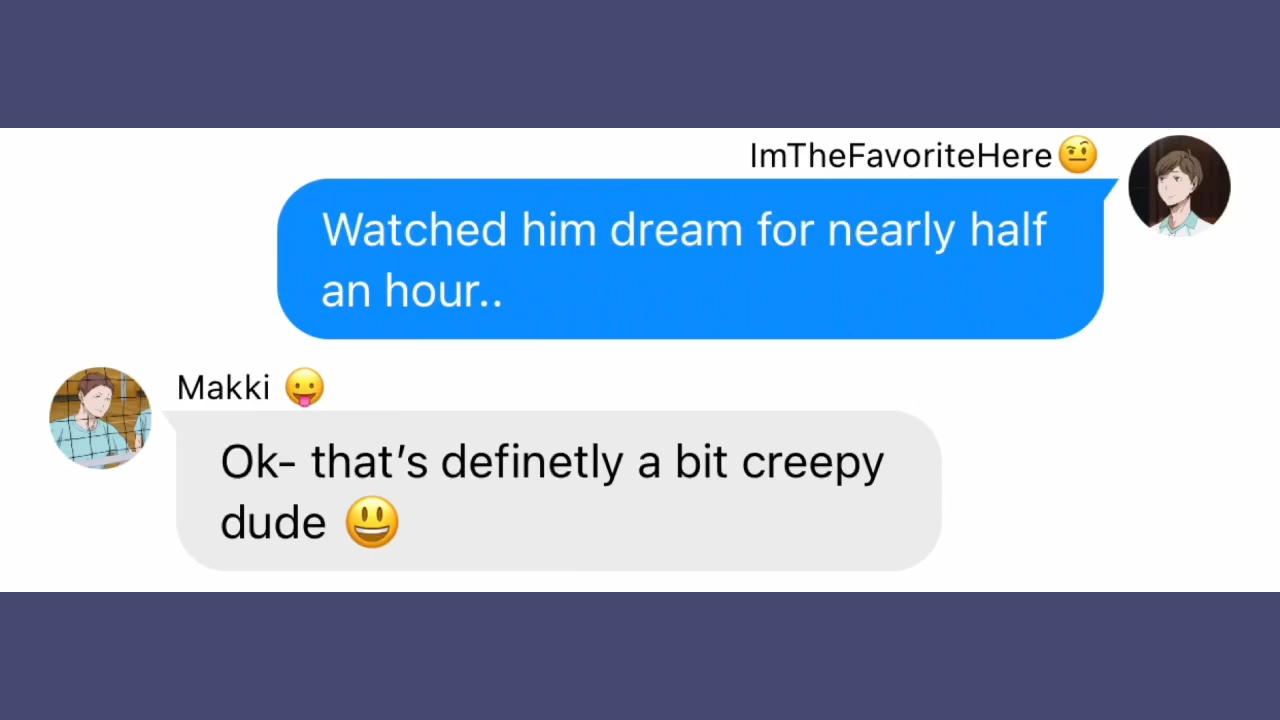 ImTheFavoriteHere🤨
Watched him dream for nearly half
an hour..
Makki 😛
Ok- that’s definetly a bit creepy
dude 😃